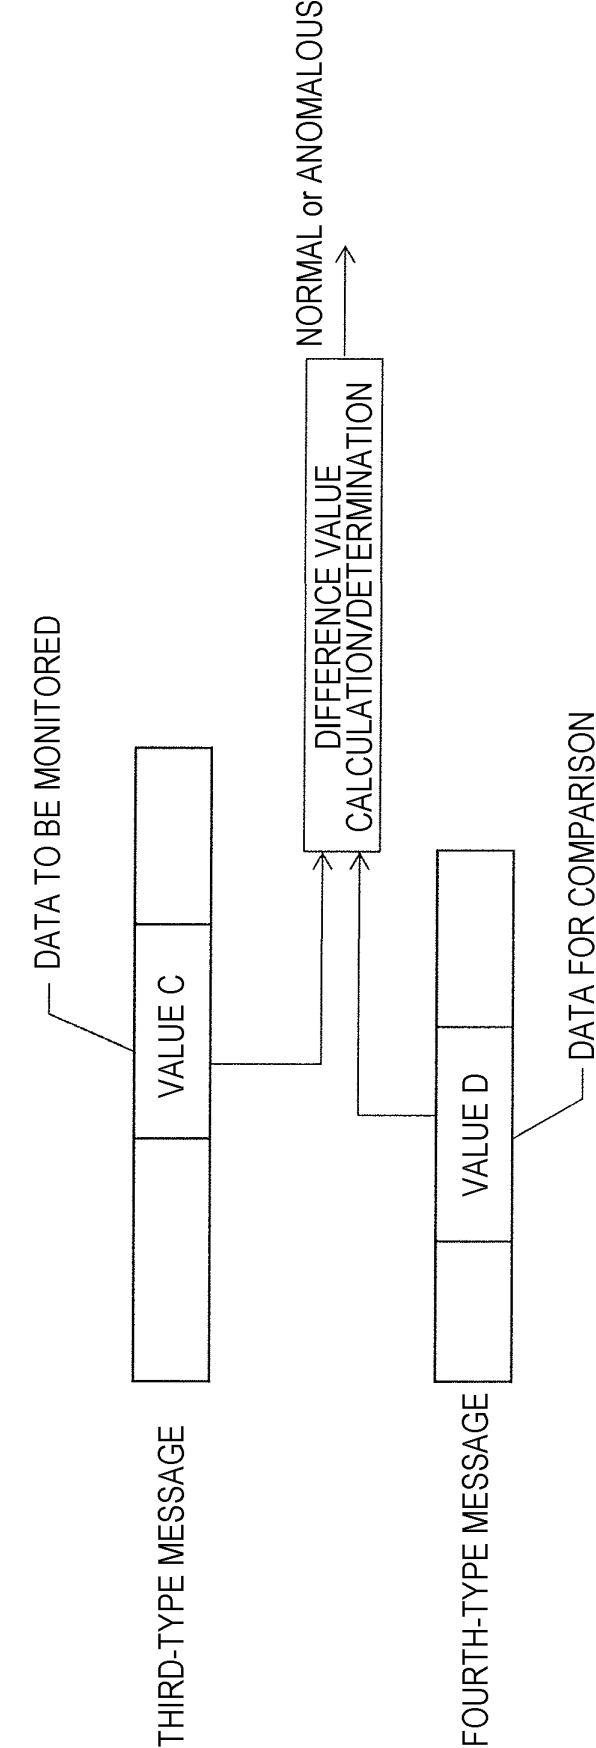 DATA TO BE MONITORED
THIRD-TYPE MESSAGE
VALUE C
NORMAL or ANOMALOUS
DIFFERENCE VALUE
CALCULATION/DETERMINATION
FOURTH-TYPE MESSAGE
VALUE D
DATA FOR COMPARISON